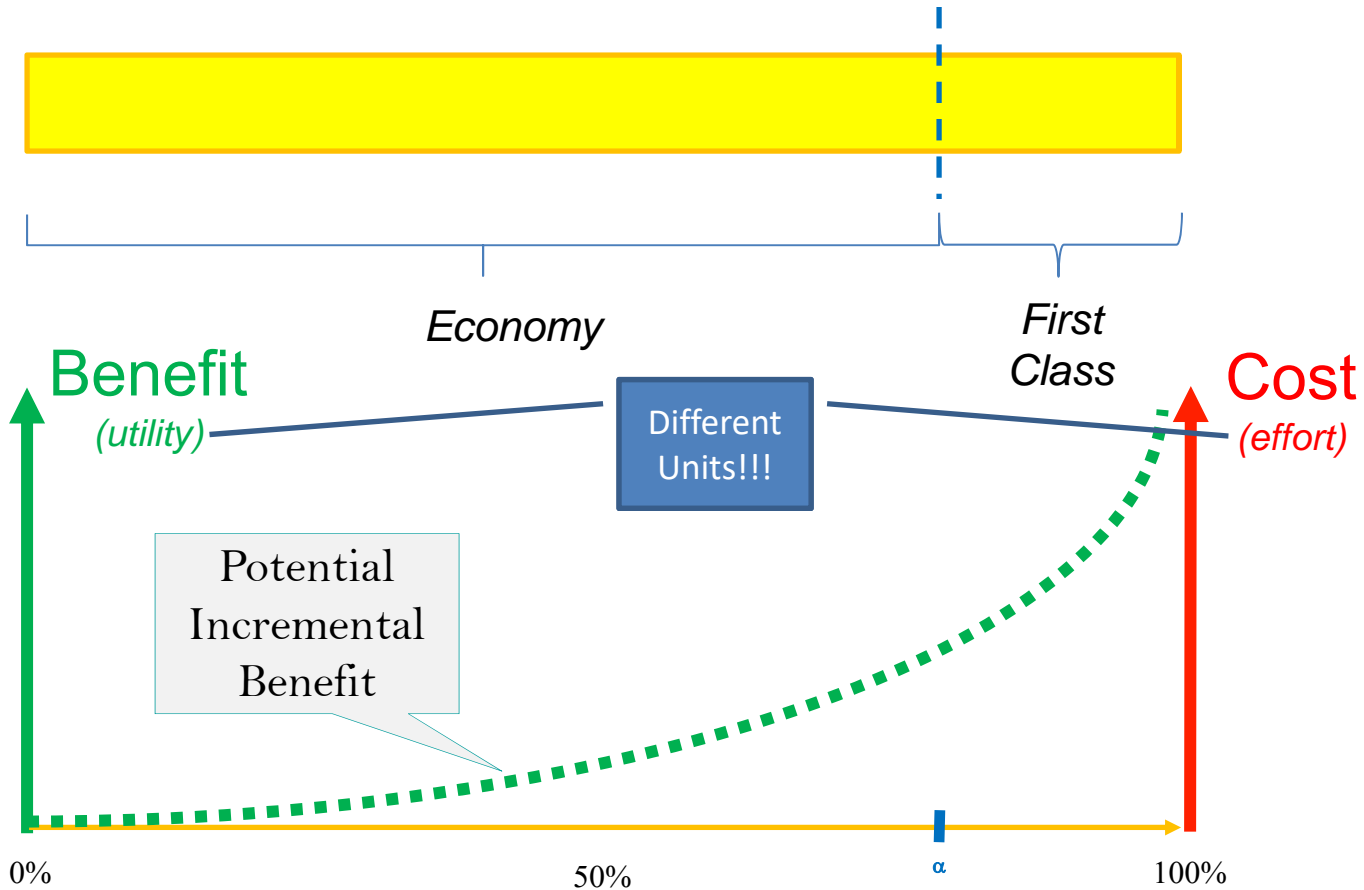 Economy
First
Class
Benefit
(utility)
Different
Units!!!
Cost
(effort)
Potential
Incremental
Benefit
0%
50%
α
100%